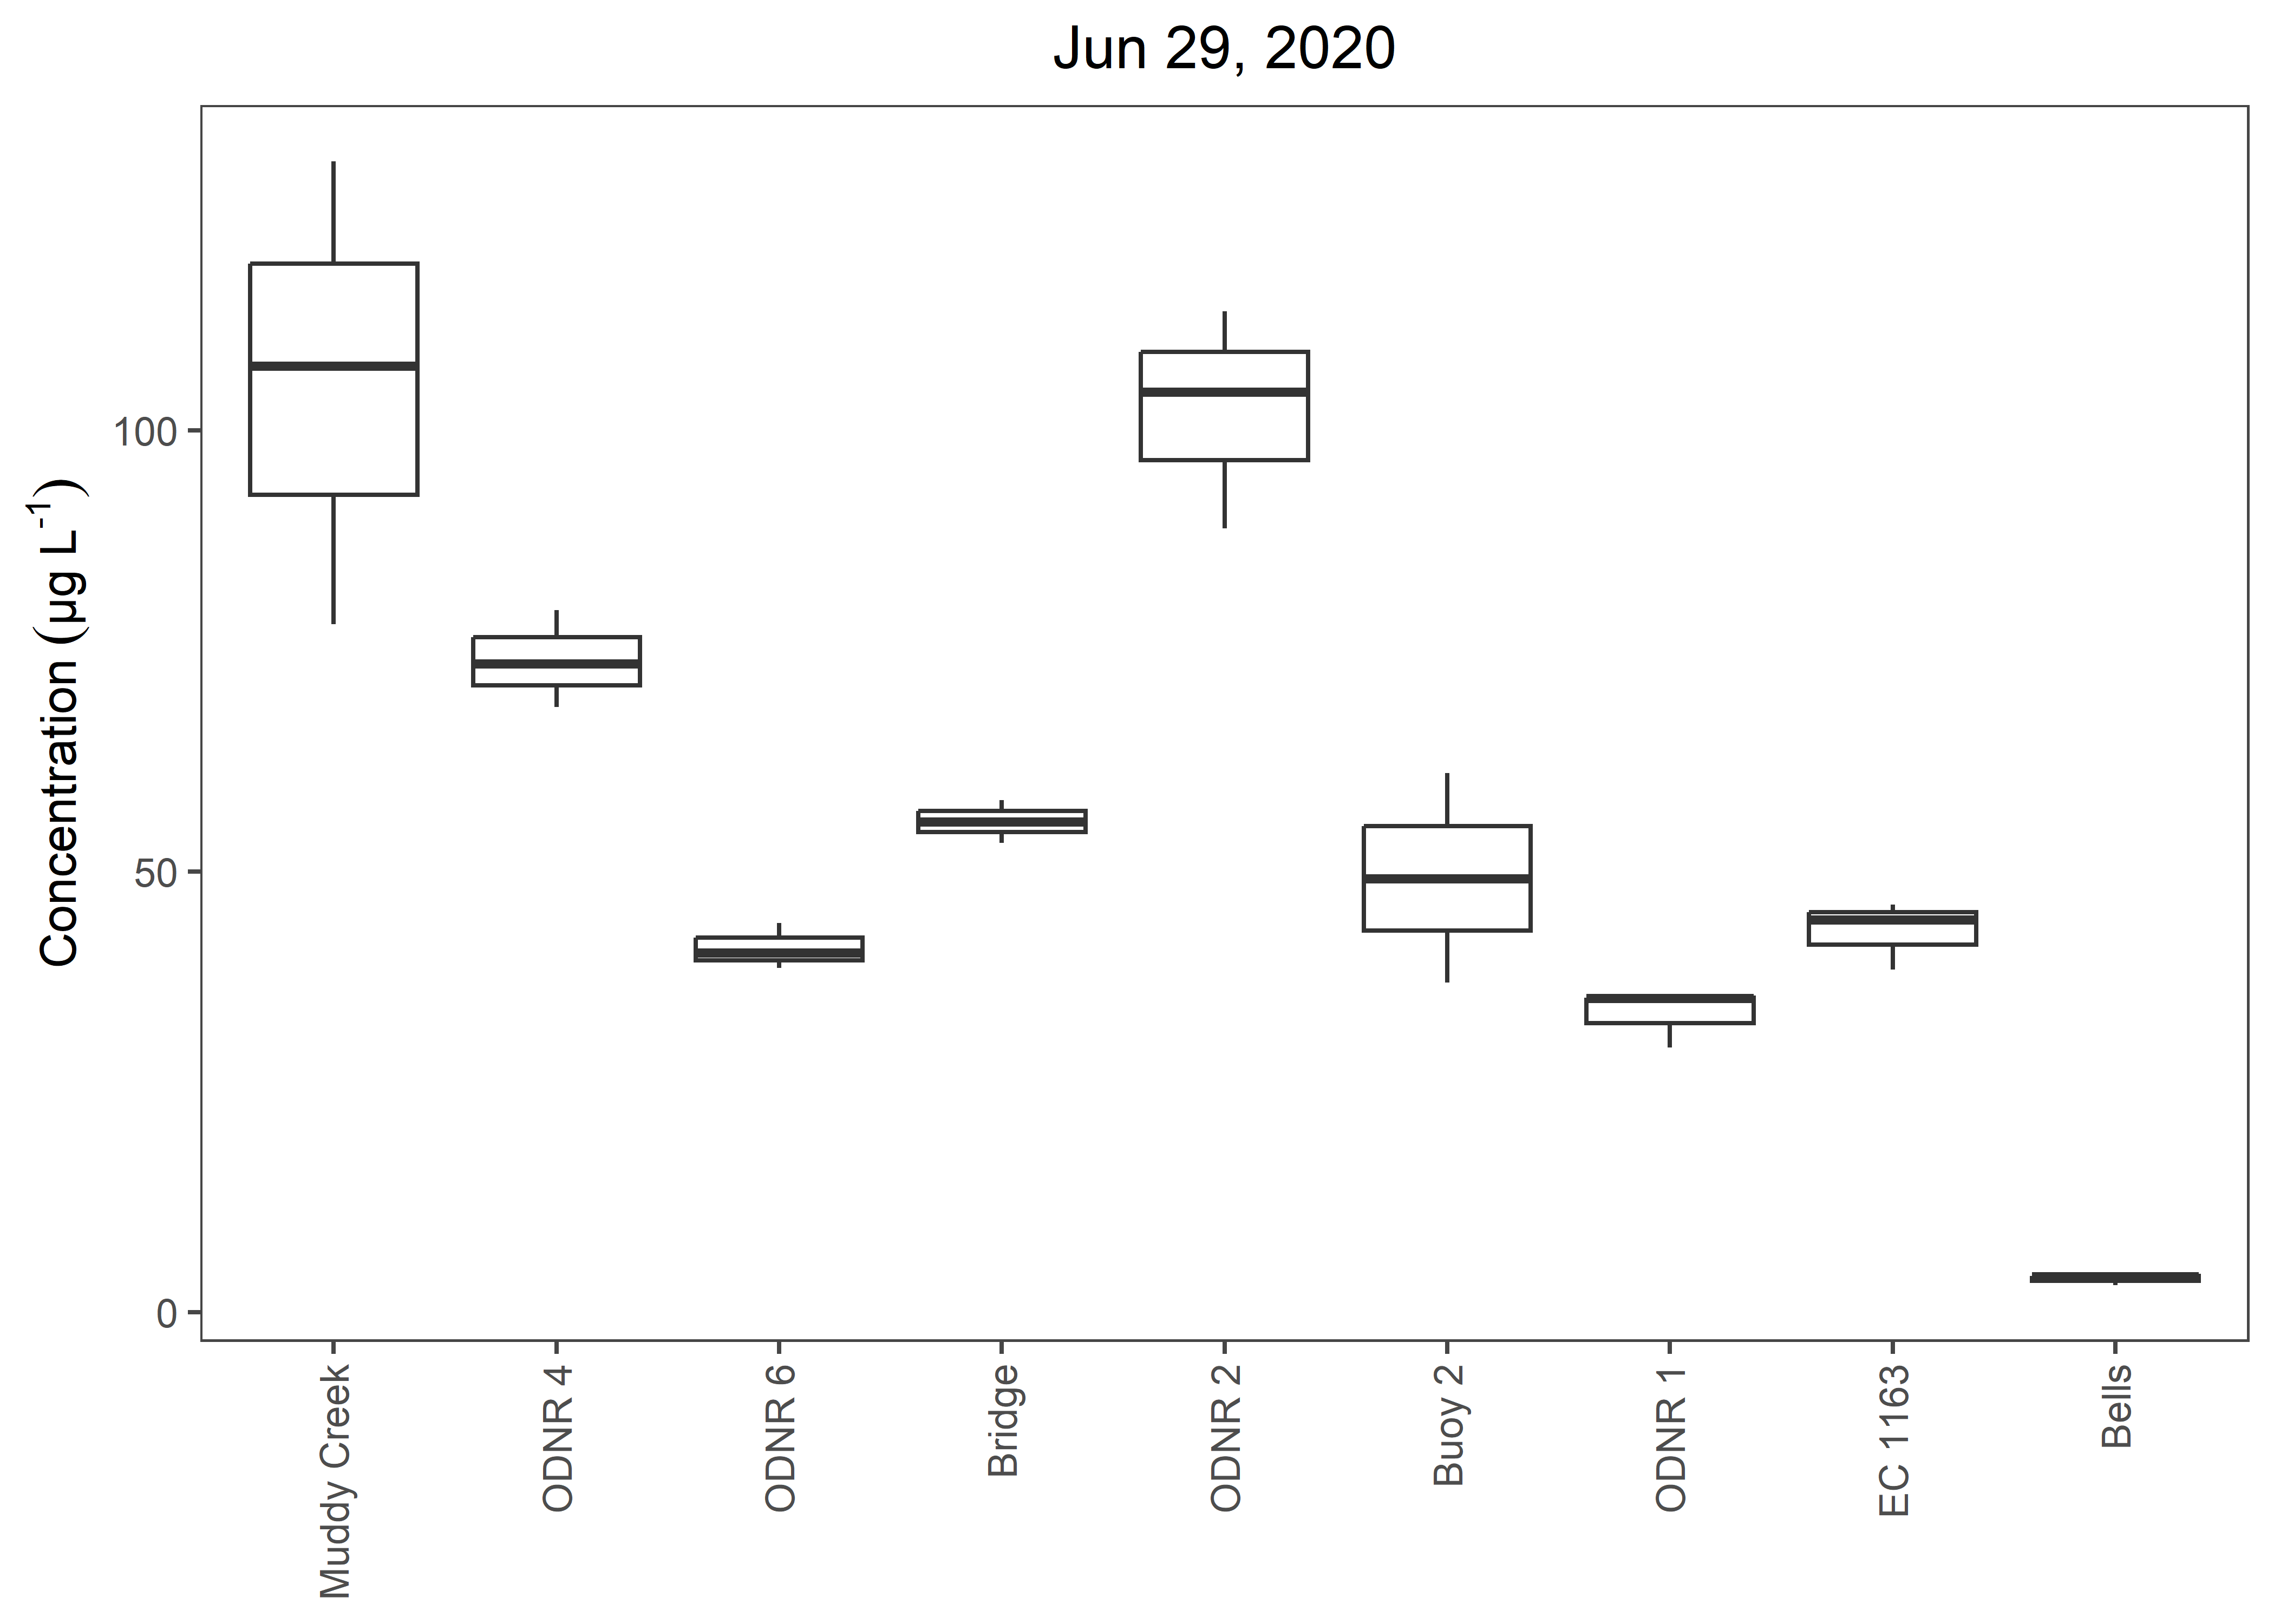 Jun 29, 2020
Concentration (µg L⁻¹)
100
50
0
Muddy Creek
ODNR 4
ODNR 6
Bridge
ODNR 2
Buoy 2
ODNR 1
EC 1163
Bells